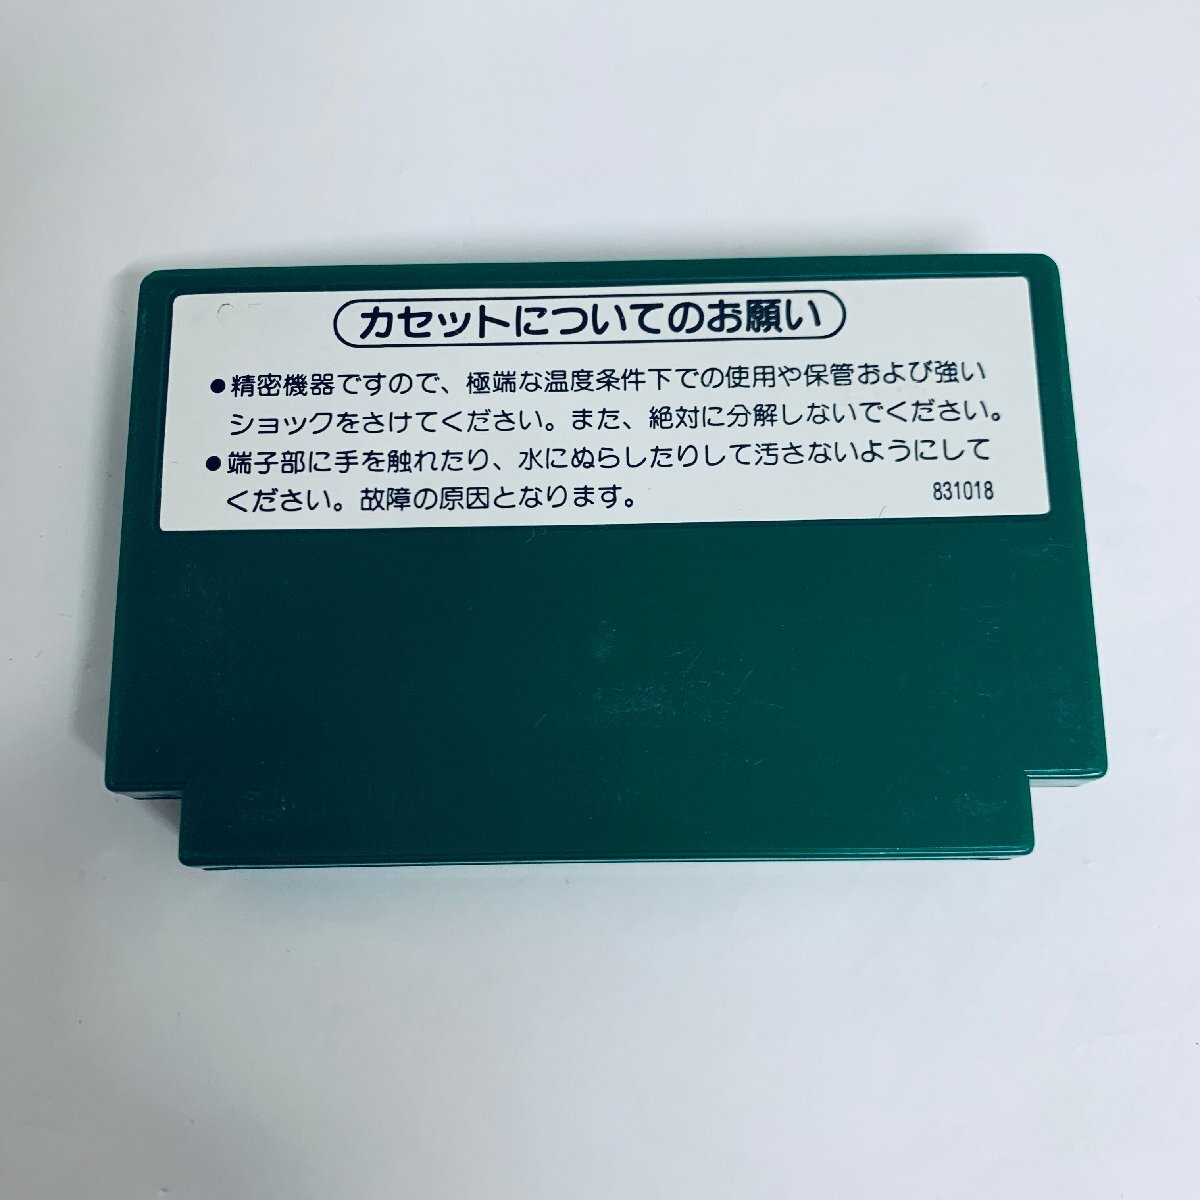 カセットについてのお願い
●精密機器ですので、極端な温度条件下での使用や保管および強い
ショックをさけてください。また、絶対に分解しないでください。
●端子部に手を触れたり、水にぬらしたりして汚さないようにして
ください。故障の原因となります。
831018